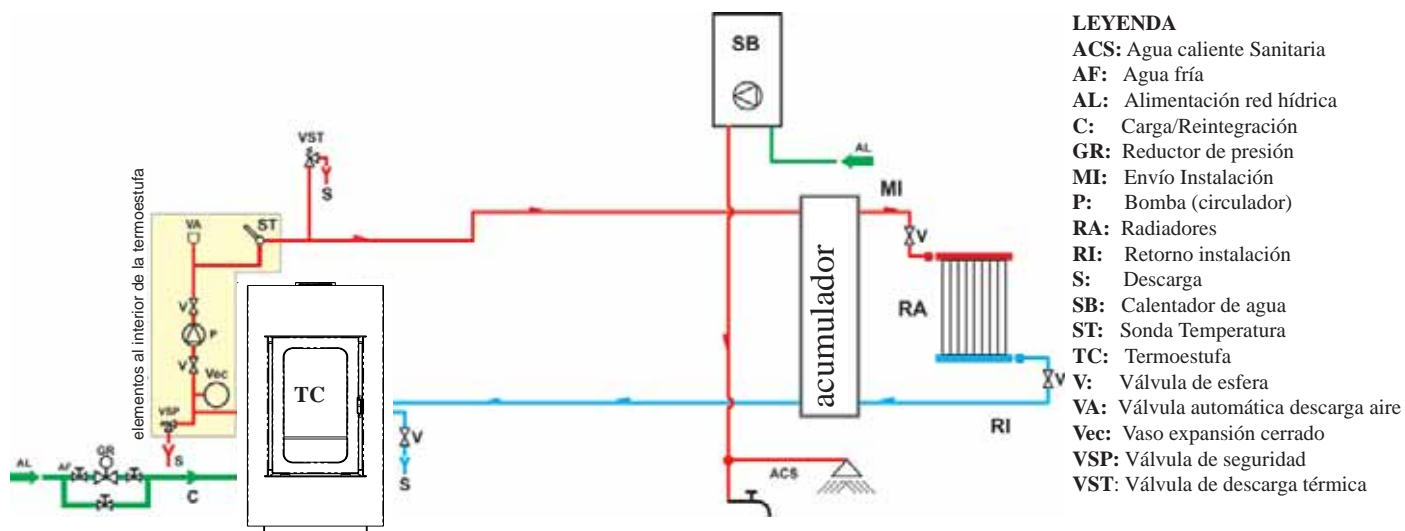 SB
VST
AL
S
MI
VA
ST
V
elementos al interior de la termoestufa
V
P
V
Vec
TC
acumulador
RA
V
VSP
RI
V
GR
S
AL
AF
C
S
ACS
LEYENDA
ACS: Agua caliente Sanitaria
AF: Agua fría
AL: Alimentación red hídrica
C: Carga/Reintegración
GR: Reductor de presión
MI: Envío Instalación
P: Bomba (circulador)
RA: Radiadores
RI: Retorno instalación
S: Descarga
SB: Calentador de agua
ST: Sonda Temperatura
TC: Termoestufa
V: Válvula de esfera
VA: Válvula automática descarga aire
Vec: Vaso expansión cerrado
VSP: Válvula de seguridad
VST: Válvula de descarga térmica